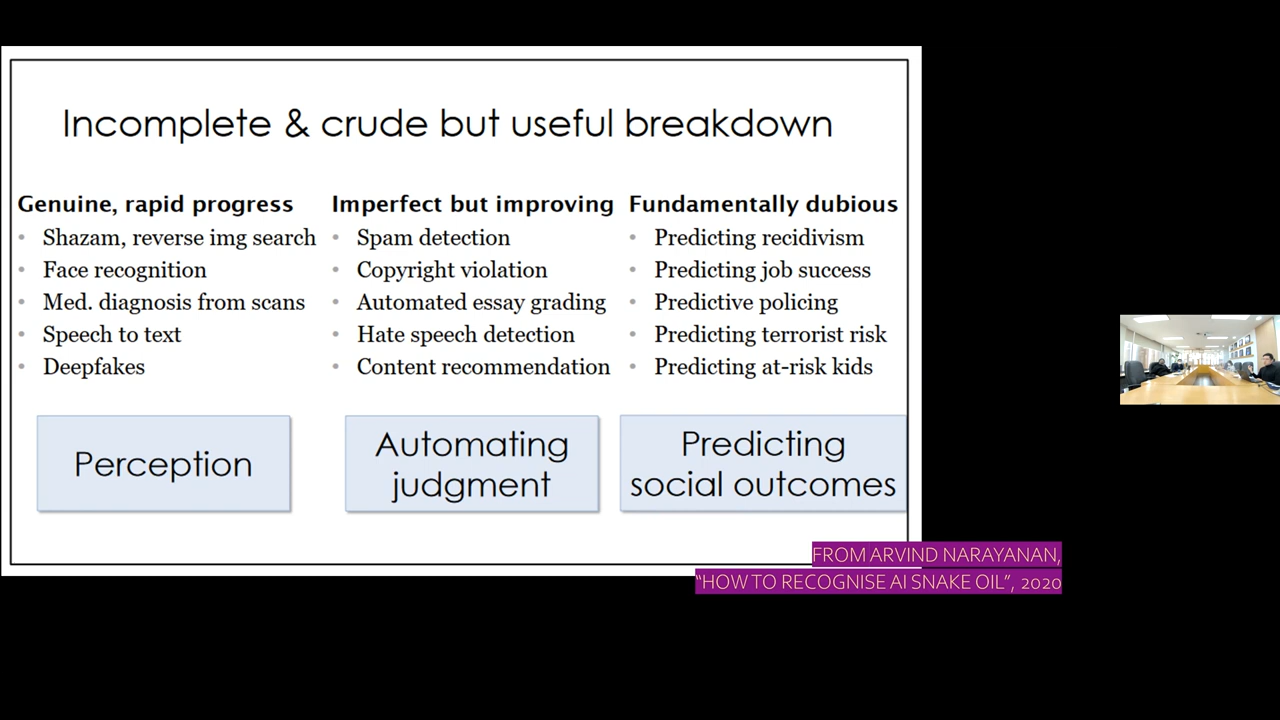 Incomplete & crude but useful breakdown
Genuine, rapid progress
• Shazam, reverse img search
• Face recognition
• Med. diagnosis from scans
• Speech to text
• Deepfakes
Perception
Imperfect but improving
• Spam detection
• Copyright violation
• Automated essay grading
• Hate speech detection
• Content recommendation
Automating
judgment
Fundamentally dubious
• Predicting recidivism
• Predicting job success
• Predictive policing
• Predicting terrorist risk
• Predicting at-risk kids
Predicting
social outcomes
FROM ARVIND NARAYANAN,
“HOW TO RECOGNISE AI SNAKE OIL”, 2020